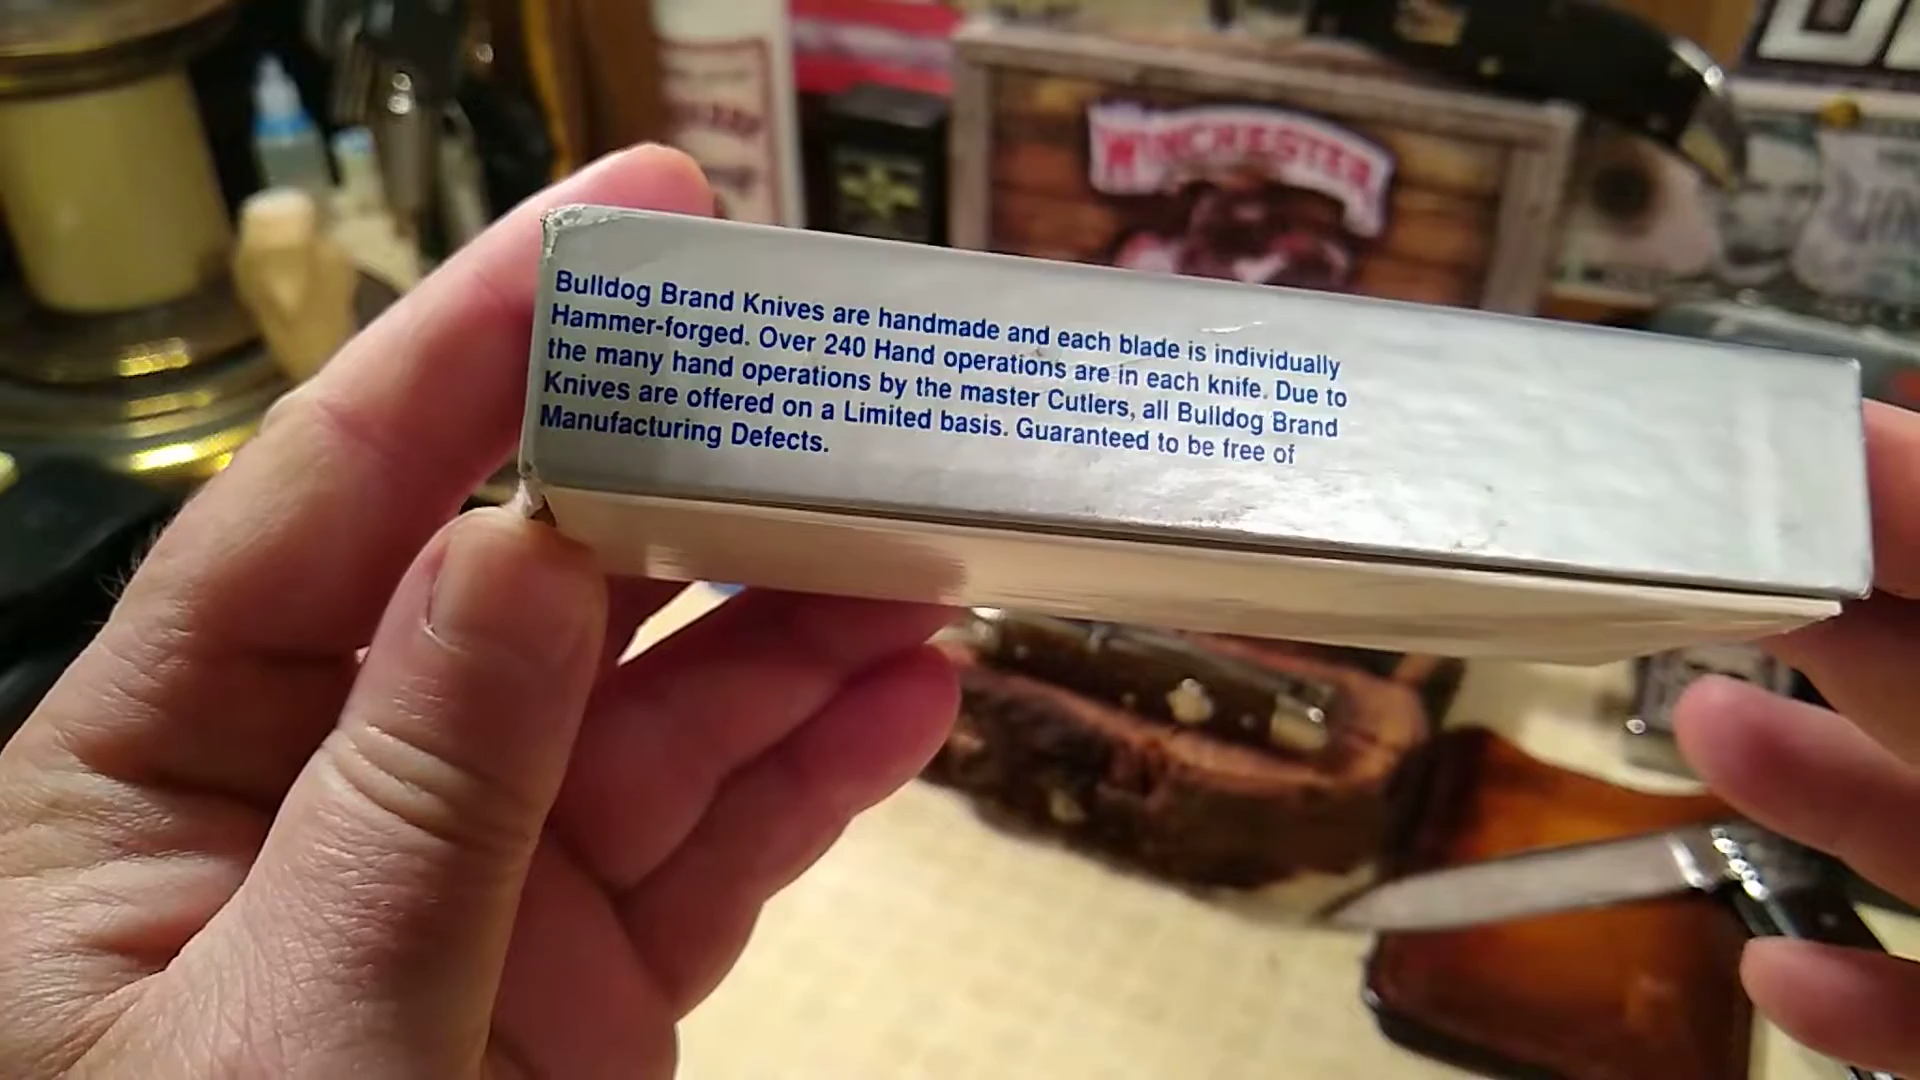 WINCHESTER
Bulldog Brand Knives are handmade and each blade is individually
Hammer-forged. Over 240 Hand operations are in each knife. Due to
the many hand operations by the master Cutlers, all Bulldog Brand
Knives are offered on a Limited basis. Guaranteed to be free of
Manufacturing Defects.